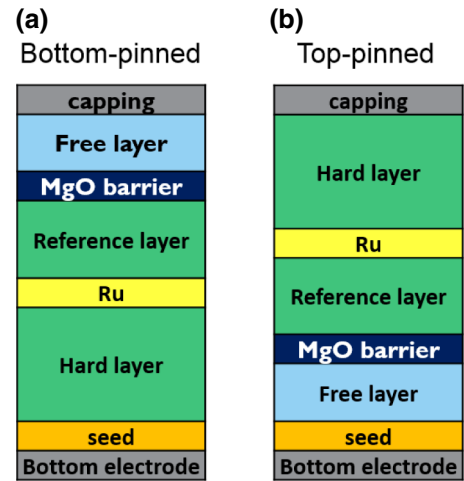 (a)
Bottom-pinned
capping
Free layer
MgO barrier
Reference layer
Ru
Hard layer
seed
Bottom electrode
(b)
Top-pinned
capping
Hard layer
Ru
Reference layer
MgO barrier
Free layer
seed
Bottom electrode